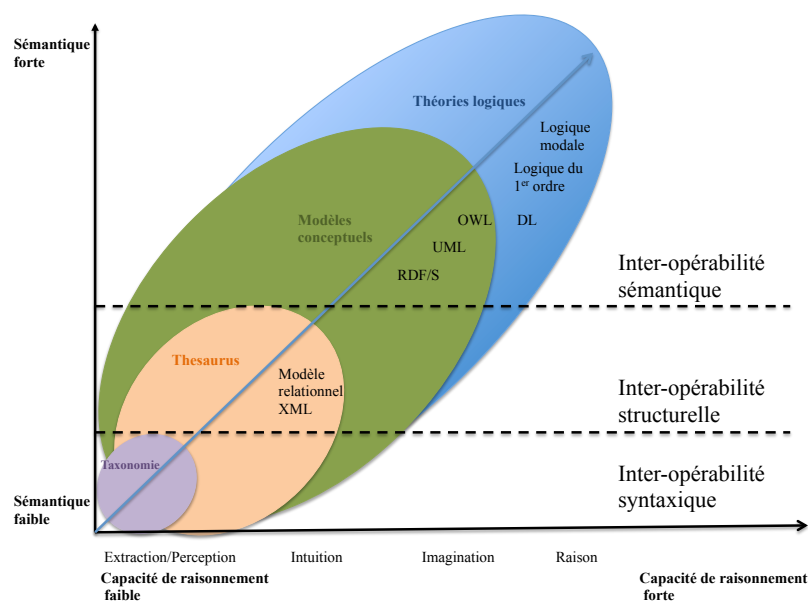 Sémantique
forte
Théories logiques
Logique
modale
Logique du
1er ordre
Modèles
conceptuels
OWL
DL
UML
RDF/S
Inter-opérabilité
sémantique
Thesaurus
Modèle
relationnel
XML
Inter-opérabilité
structurelle
Taxonomie
Inter-opérabilité
syntaxique
Sémantique
faible
Extraction/Perception
Intuition
Imagination
Raison
Capacité de raisonnement
faible
Capacité de raisonnement
forte